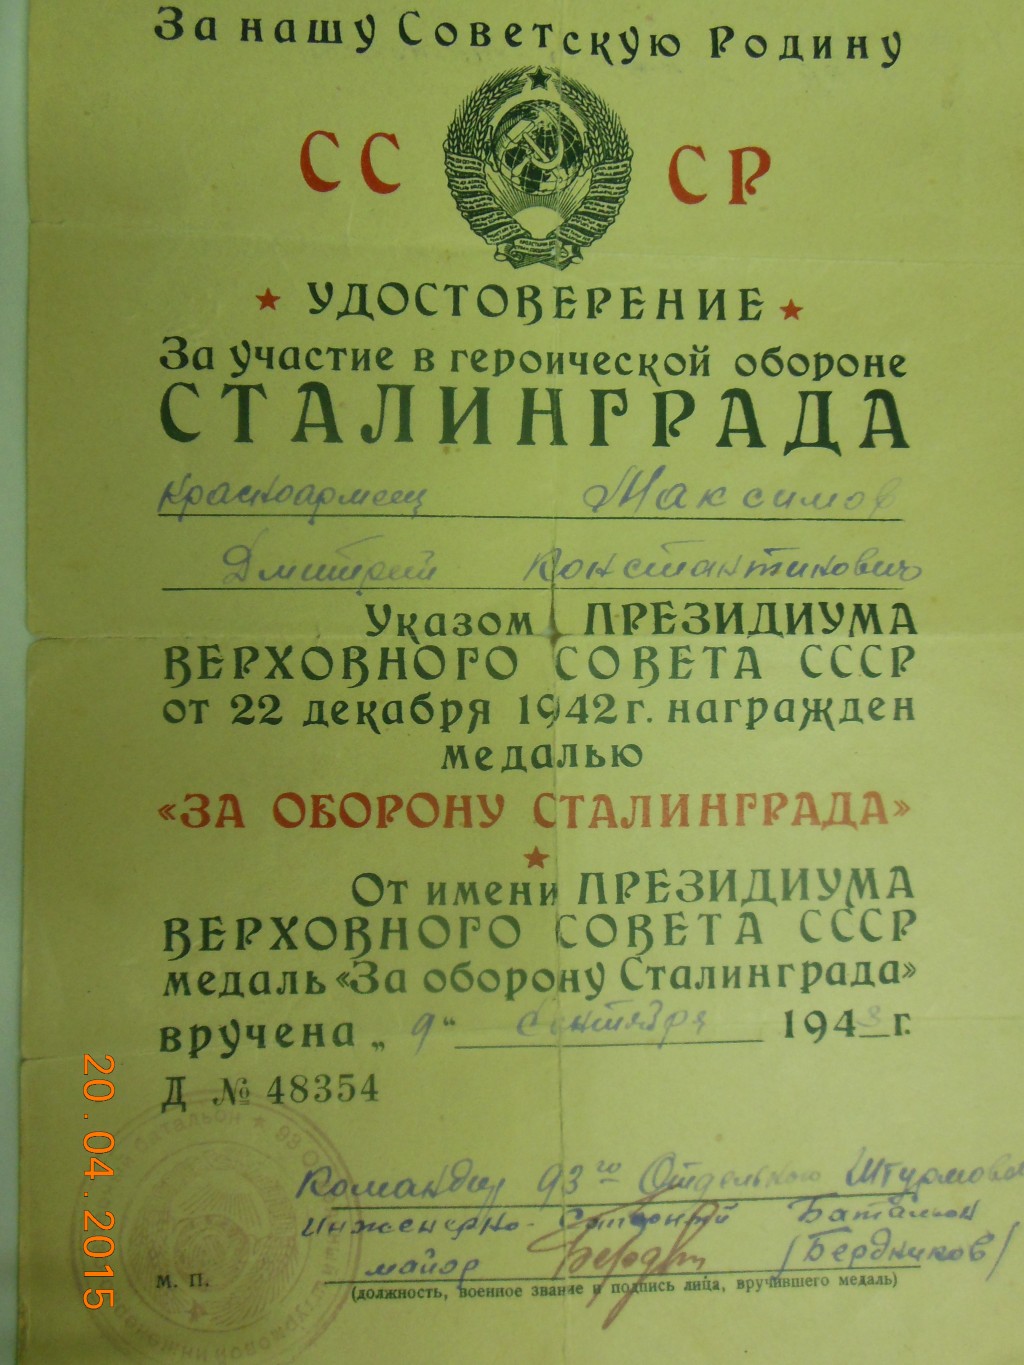 За нашу Советскую Родину
СС СР
УДОСТОВЕРЕНИЕ
За участие в героической обороне
СТАЛИНГРАДА
красноармеец Максимов
Дмитрий Константинович
Указом ПРЕЗИДИУМА
ВЕРХОВНОГО СОВЕТА СССР
от 22 декабря 1942 г. награжден
медалью
«ЗА ОБОРОНУ СТАЛИНГРАДА»
От имени ПРЕЗИДИУМА
ВЕРХОВНОГО СОВЕТА СССР
медаль «За оборону Сталинграда»
вручена „9“ сентября 1943 г.
Д № 48354
Командир 93го Отдельного Штурмового
Инженерно-Саперный Баталион
майор (Бердников)
М. П.
(должность, военное звание и подпись лица, вручившего медаль)
батальон ★ 93
20.04.2015